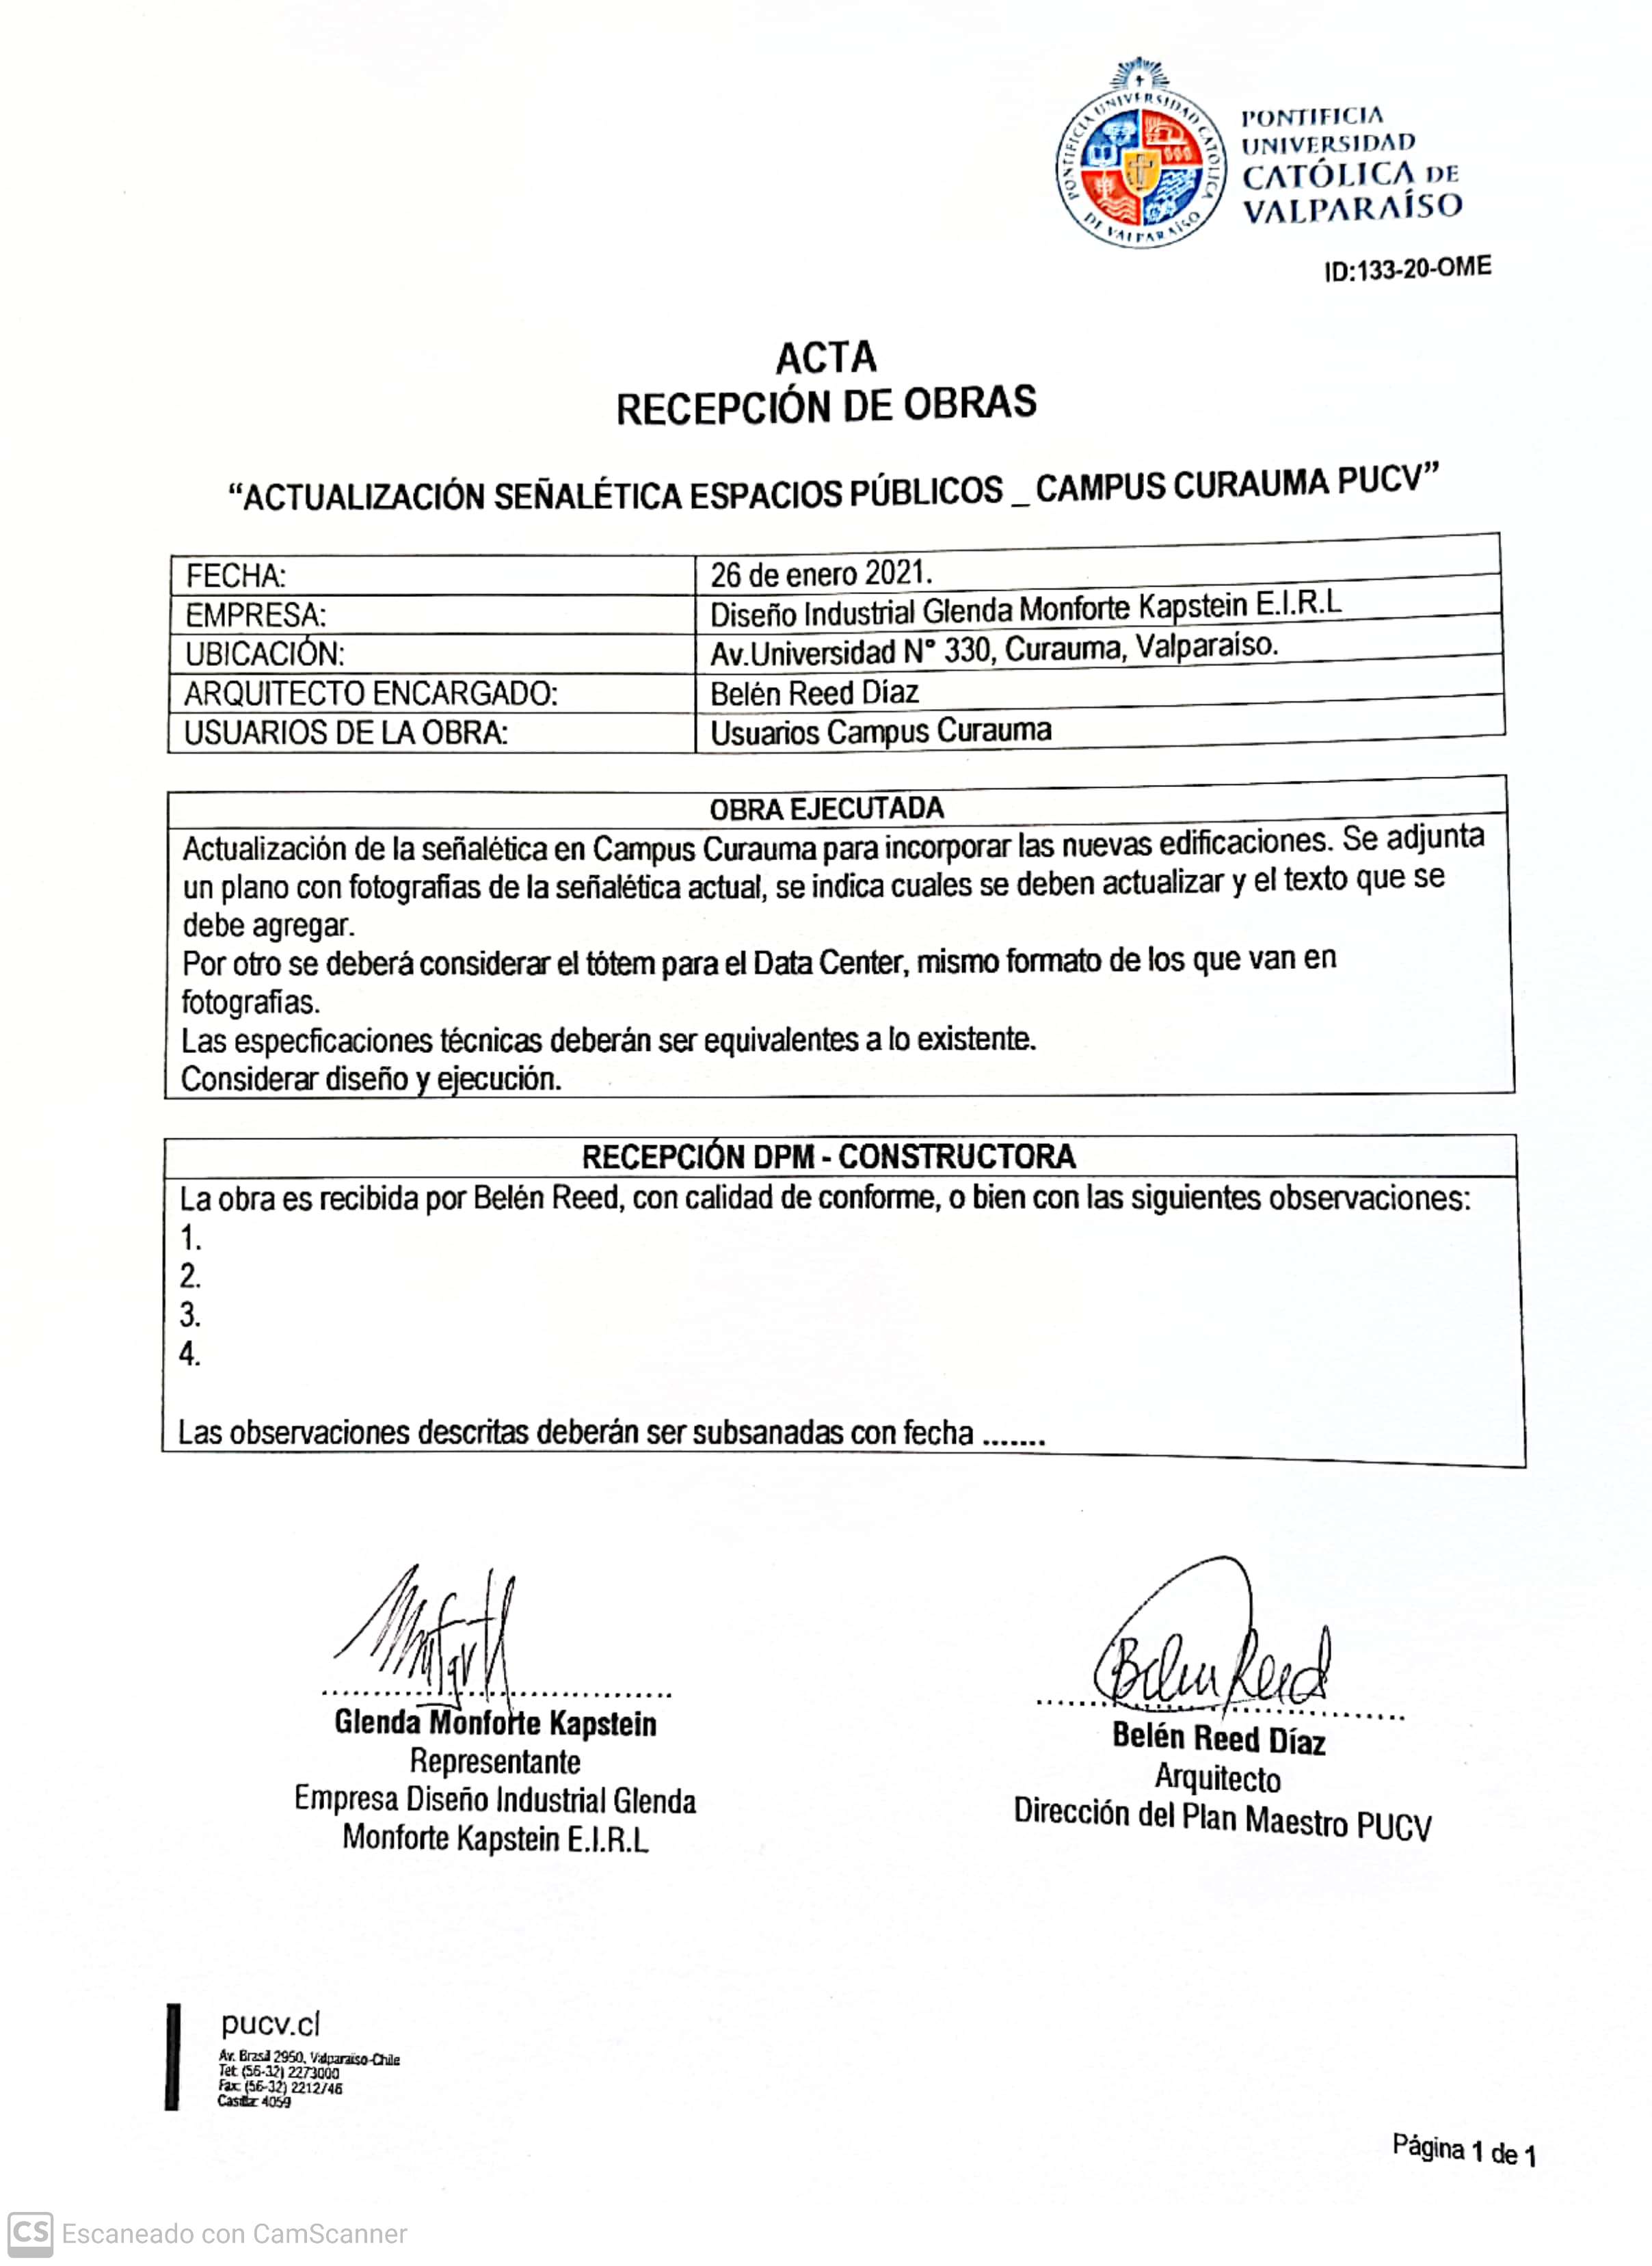 PONTIFICIA UNIVERSIDAD CATÓLICA DE VALPARAÍSO
PONTIFICIA
UNIVERSIDAD
CATÓLICA DE
VALPARAÍSO
ID:133-20-OME
ACTA
RECEPCIÓN DE OBRAS
“ACTUALIZACIÓN SEÑALÉTICA ESPACIOS PÚBLICOS _ CAMPUS CURAUMA PUCV”
FECHA: 26 de enero 2021.
EMPRESA: Diseño Industrial Glenda Monforte Kapstein E.I.R.L
UBICACIÓN: Av.Universidad N° 330, Curauma, Valparaíso.
ARQUITECTO ENCARGADO: Belén Reed Díaz
USUARIOS DE LA OBRA: Usuarios Campus Curauma
OBRA EJECUTADA
Actualización de la señalética en Campus Curauma para incorporar las nuevas edificaciones. Se adjunta
un plano con fotografías de la señalética actual, se indica cuales se deben actualizar y el texto que se
debe agregar.
Por otro se deberá considerar el tótem para el Data Center, mismo formato de los que van en
fotografías.
Las especficaciones técnicas deberán ser equivalentes a lo existente.
Considerar diseño y ejecución.
RECEPCIÓN DPM - CONSTRUCTORA
La obra es recibida por Belén Reed, con calidad de conforme, o bien con las siguientes observaciones:
1.
2.
3.
4.
Las observaciones descritas deberán ser subsanadas con fecha .......
Belen Reed
Glenda Monforte Kapstein
Representante
Empresa Diseño Industrial Glenda
Monforte Kapstein E.I.R.L
Belén Reed Díaz
Arquitecto
Dirección del Plan Maestro PUCV
pucv.cl
Av. Brasil 2950, Valparaíso-Chile
Tel: (56-32) 2273000
Fax: (56-32) 2212746
Casilla: 4059
Página 1 de 1
CS Escaneado con CamScanner